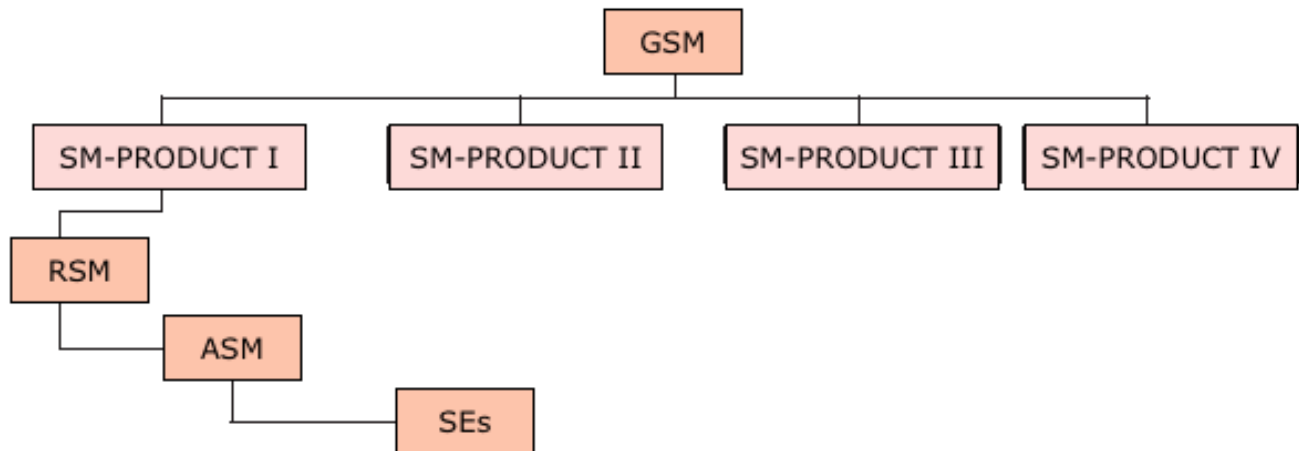 GSM
SM-PRODUCT I
SM-PRODUCT II
SM-PRODUCT III
SM-PRODUCT IV
RSM
ASM
SEs